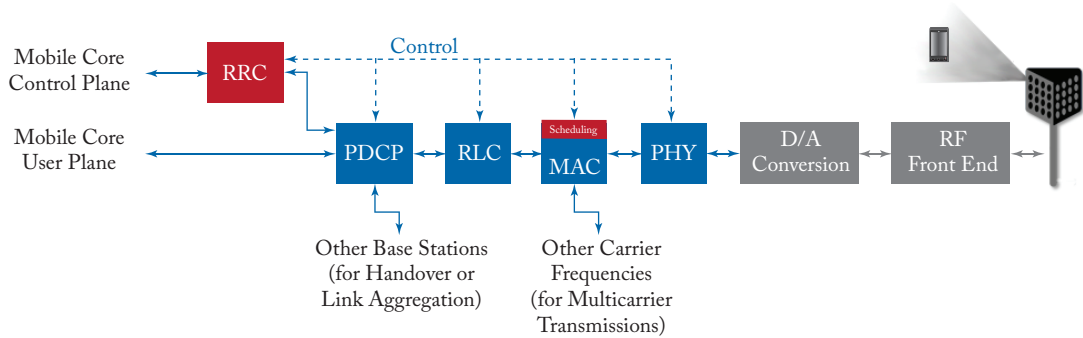 Mobile Core
Control Plane
RRC
Control
Mobile Core
User Plane
PDCP
RLC
Scheduling
MAC
PHY
D/A
Conversion
RF
Front End
Other Base Stations
(for Handover or
Link Aggregation)
Other Carrier
Frequencies
(for Multicarrier
Transmissions)